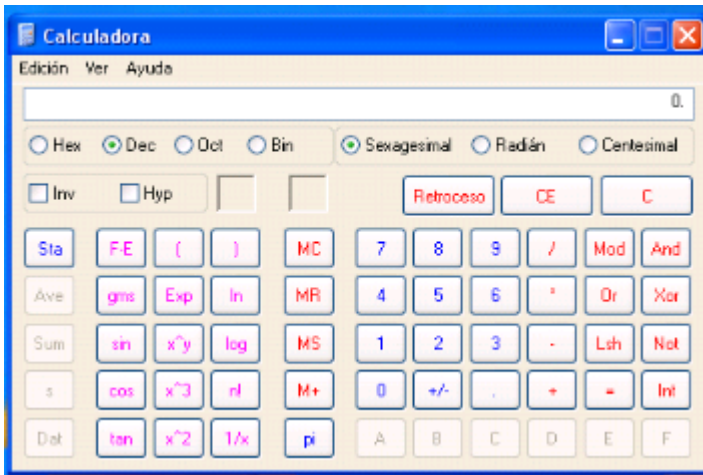 Calculadora
Edición Ver Ayuda
0.
Hex Dec Oct Bin Sexagesimal Radián Centesimal
Inv Hyp Retroceso CE C
Sta F-E ( ) MC 7 8 9 / Mod And
Ave gms Exp ln MR 4 5 6 * Or Xor
Sum sin x^y log MS 1 2 3 - Lsh Not
s cos x^3 n! M+ 0 +/- , + = Int
Dat tan x^2 1/x pi A B C D E F